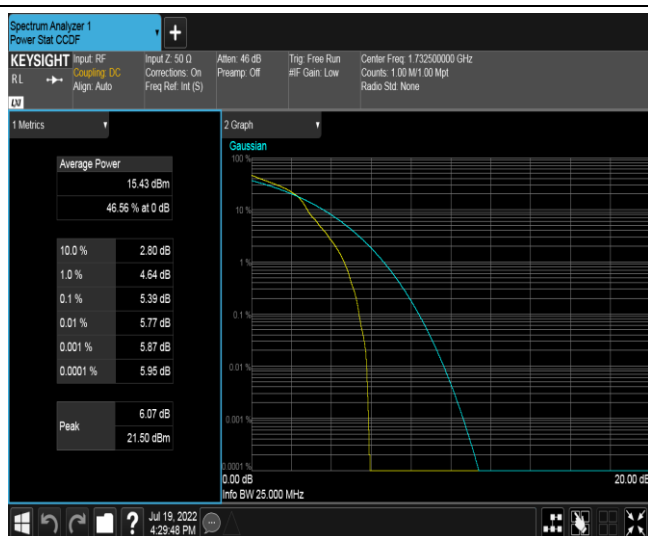 Spectrum Analyzer 1
Power Stat CCDF
+
KEYSIGHT
RL
LXI
Input: RF
Coupling: DC
Align: Auto
Input Z: 50 Ω
Corrections: On
Freq Ref: Int (S)
Atten: 46 dB
Preamp: Off
Trig: Free Run
#IF Gain: Low
Center Freq: 1.732500000 GHz
Counts: 1.00 M/1.00 Mpt
Radio Std: None
1 Metrics
Average Power
15.43 dBm
46.56 % at 0 dB
10.0 % 2.80 dB
1.0 % 4.64 dB
0.1 % 5.39 dB
0.01 % 5.77 dB
0.001 % 5.87 dB
0.0001 % 5.95 dB
Peak
6.07 dB
21.50 dBm
2 Graph
Gaussian
100 %
10 %
1 %
0.1 %
0.01 %
0.001 %
0.0001 %
0.00 dB 20.00 dB
Info BW 25.000 MHz
?
Jul 19, 2022
4:29:48 PM